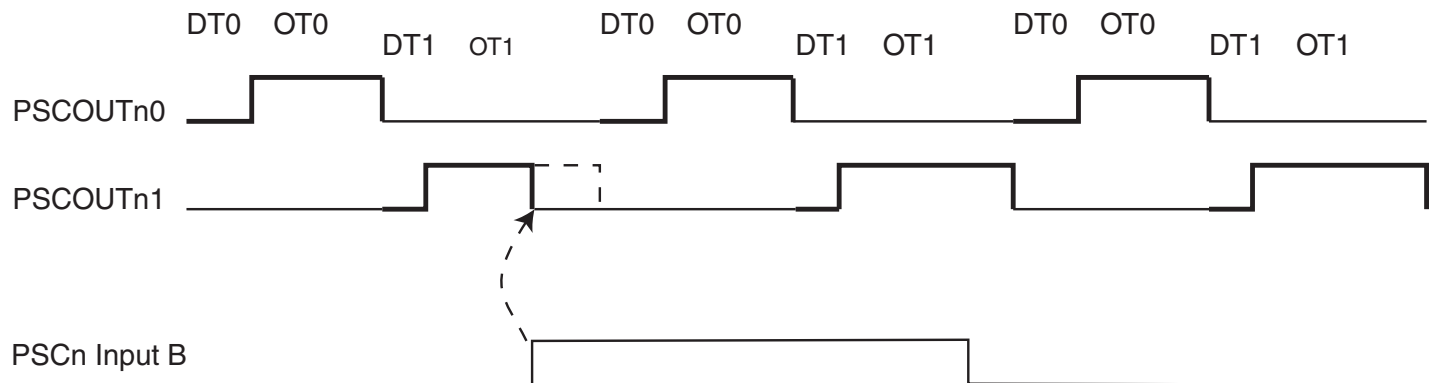 DT0 OT0 DT0 OT0 DT0 OT0
DT1 OT1 DT1 OT1 DT1 OT1
PSCOUTn0
PSCOUTn1
PSCn Input B